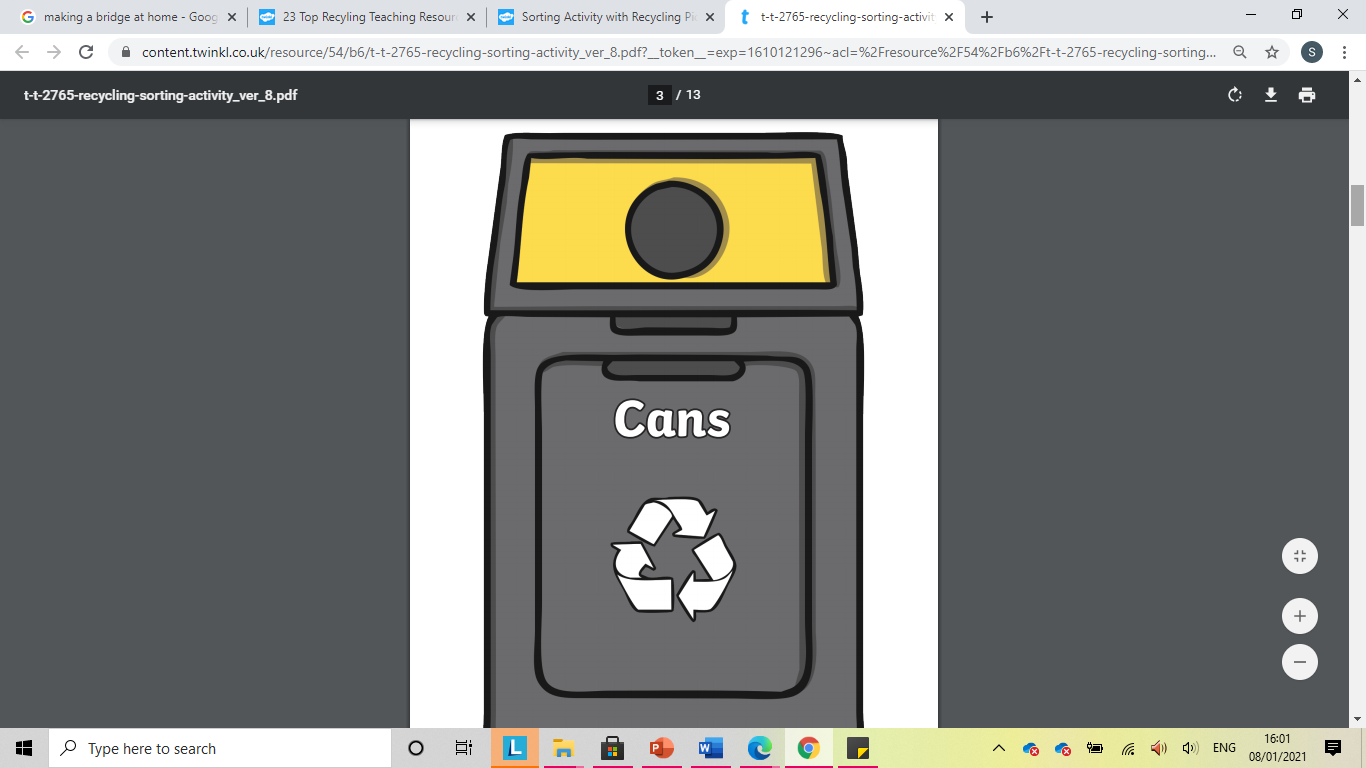 making a bridge at home - Goog
23 Top Recyling Teaching Resour
Sorting Activity with Recycling Pi
t-t-2765-recycling-sorting-activit
content.twinkl.co.uk/resource/54/b6/t-t-2765-recycling-sorting-activity_ver_8.pdf?__token__=exp=1610121296~acl=%2Fresource%2F54%2Fb6%2Ft-t-2765-recycling-sorting...
S
t-t-2765-recycling-sorting-activity_ver_8.pdf
3 / 13
Cans
Type here to search
ENG
16:01
08/01/2021